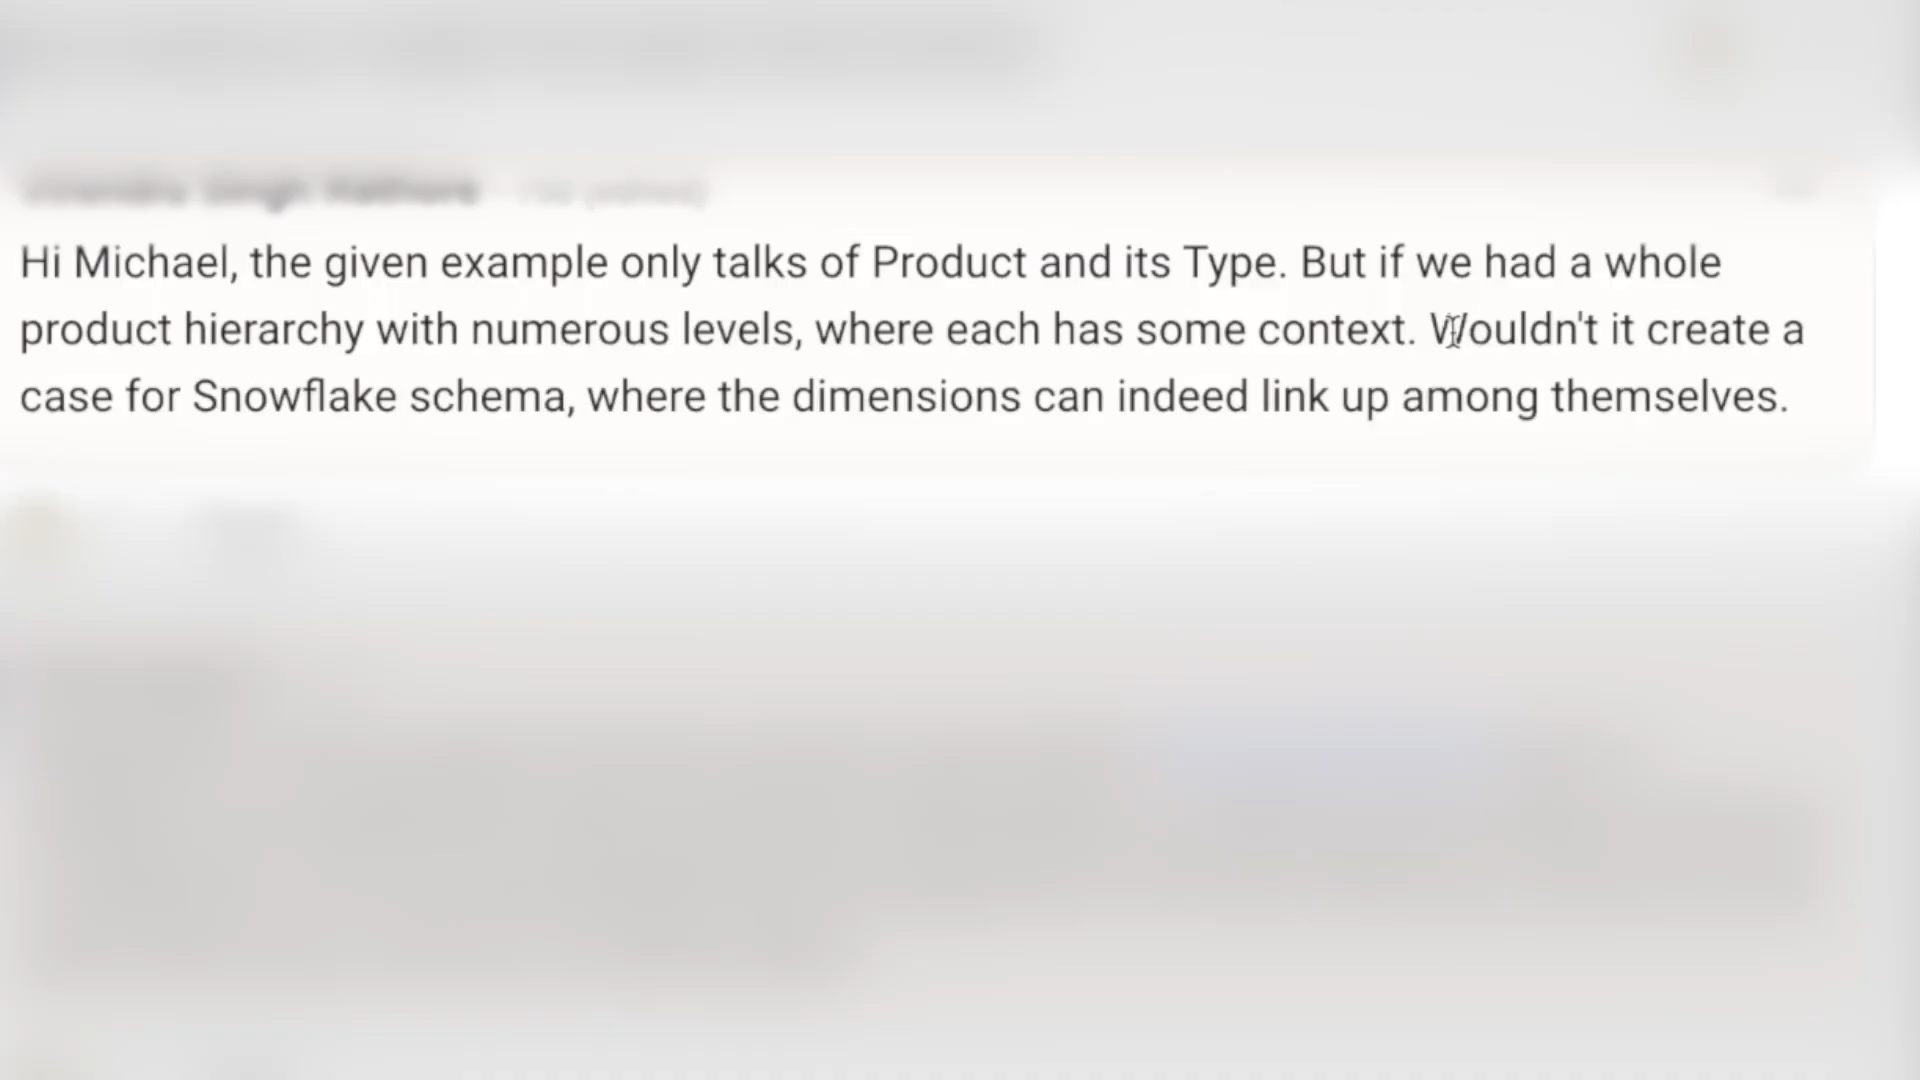 Hi Michael, the given example only talks of Product and its Type. But if we had a whole
product hierarchy with numerous levels, where each has some context. Wouldn't it create a
case for Snowflake schema, where the dimensions can indeed link up among themselves.